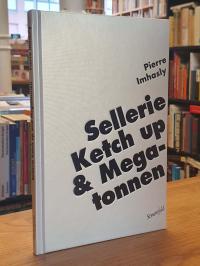 Pierre
Imhasly
Sellerie
Ketch up
& Mega-
tonnen